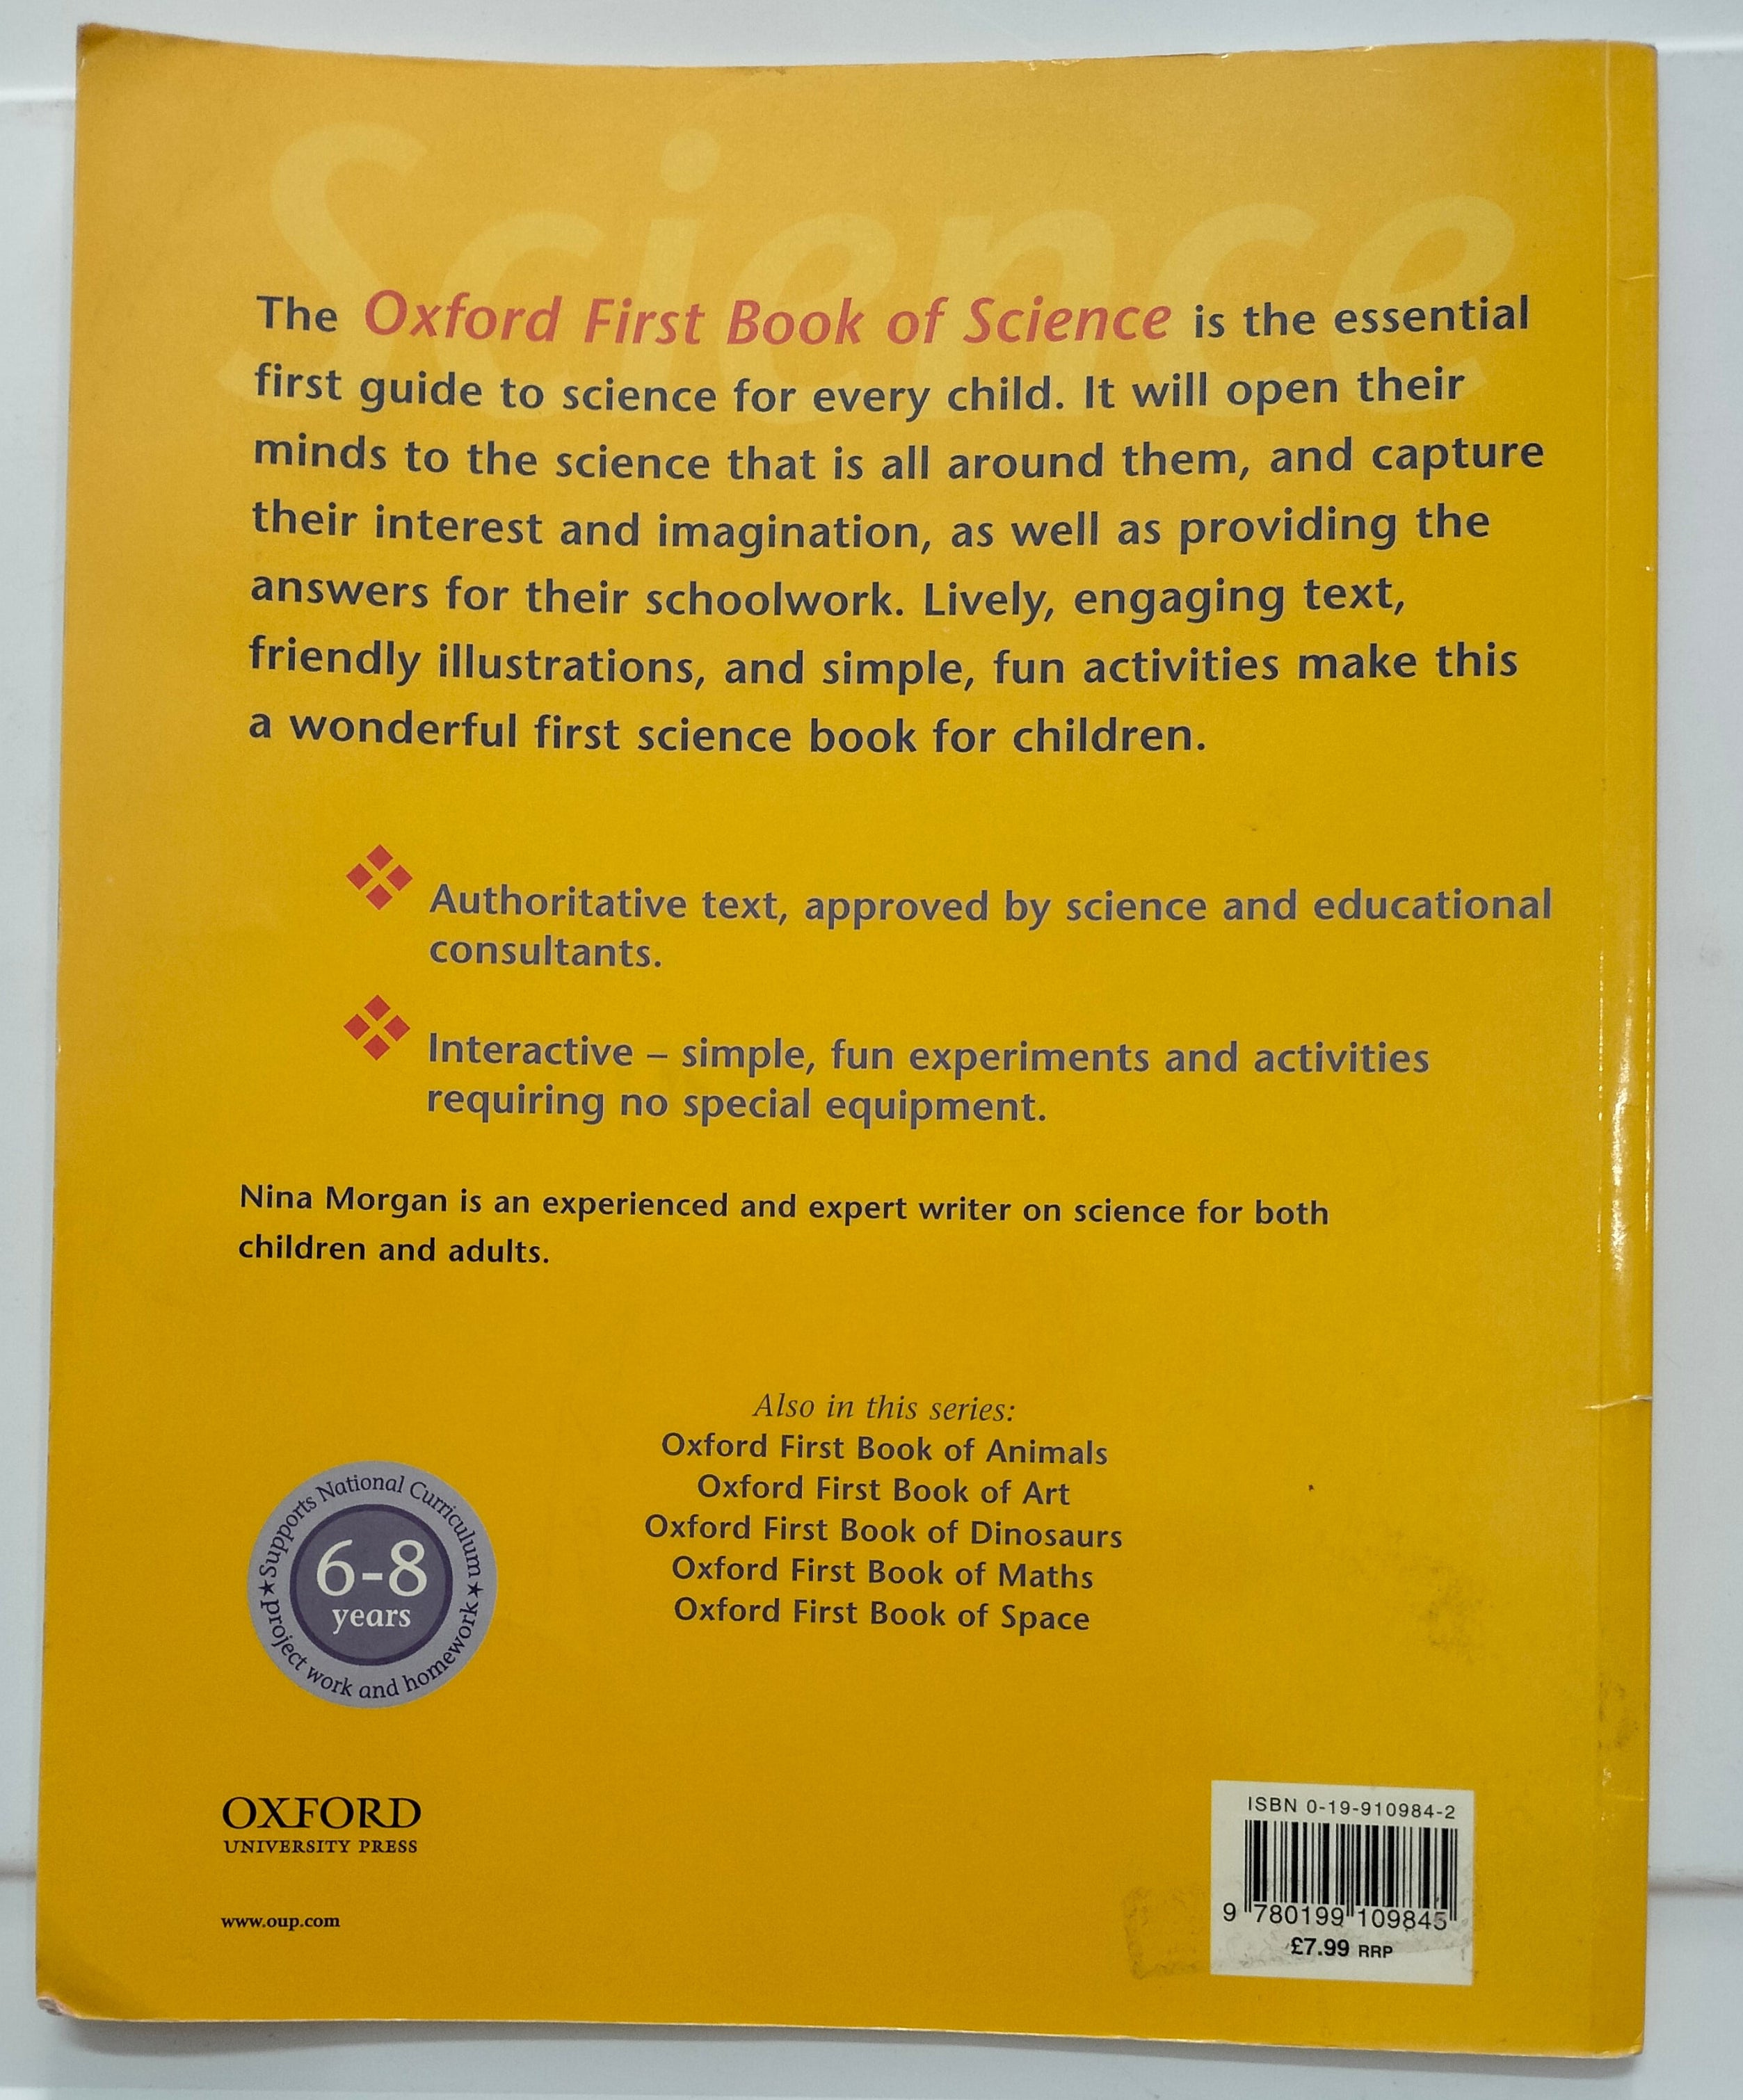 Science
The Oxford First Book of Science is the essential
first guide to science for every child. It will open their
minds to the science that is all around them, and capture
their interest and imagination, as well as providing the
answers for their schoolwork. Lively, engaging text,
friendly illustrations, and simple, fun activities make this
a wonderful first science book for children.
Authoritative text, approved by science and educational
consultants.
Interactive – simple, fun experiments and activities
requiring no special equipment.
Nina Morgan is an experienced and expert writer on science for both
children and adults.
Also in this series:
Oxford First Book of Animals
Oxford First Book of Art
Oxford First Book of Dinosaurs
Oxford First Book of Maths
Oxford First Book of Space
★ Supports National Curriculum ★
6-8
years
project work and homework
OXFORD
UNIVERSITY PRESS
www.oup.com
ISBN 0-19-910984-2
9 780199 109845
£7.99 RRP